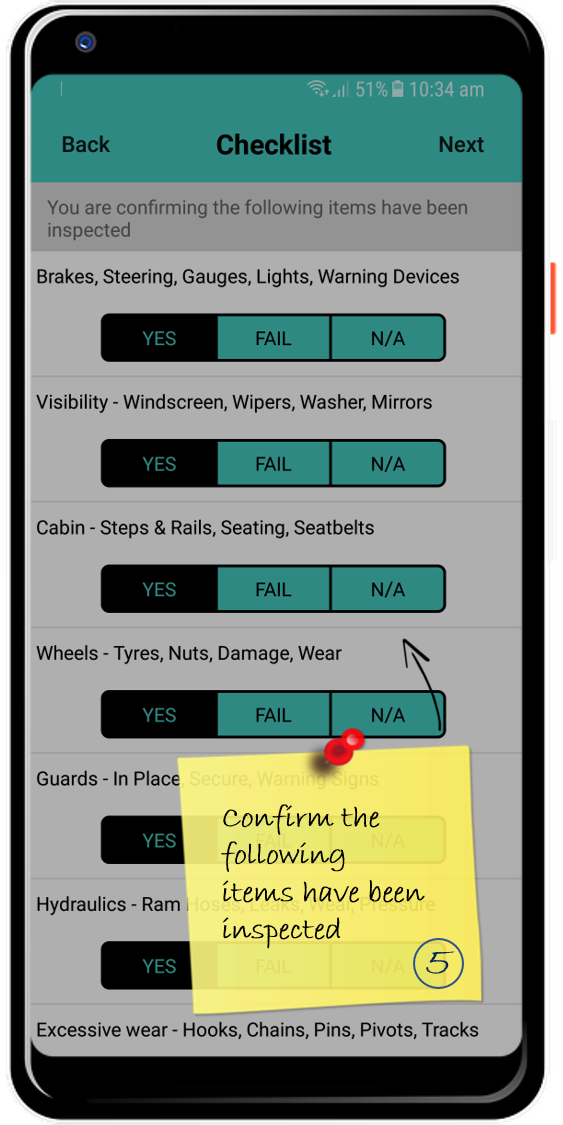 51% 10:34 am
Back Checklist Next
You are confirming the following items have been
inspected
Brakes, Steering, Gauges, Lights, Warning Devices
YES FAIL N/A
Visibility - Windscreen, Wipers, Washer, Mirrors
YES FAIL N/A
Cabin - Steps & Rails, Seating, Seatbelts
YES FAIL N/A
Wheels - Tyres, Nuts, Damage, Wear
YES FAIL N/A
Guards - In Place, Secure, Warning Signs
YES FAIL N/A
Hydraulics - Ram Hoses, Leaks, Wear, Pressure
YES FAIL N/A
Excessive wear - Hooks, Chains, Pins, Pivots, Tracks
Confirm the
following
items have been
inspected
5